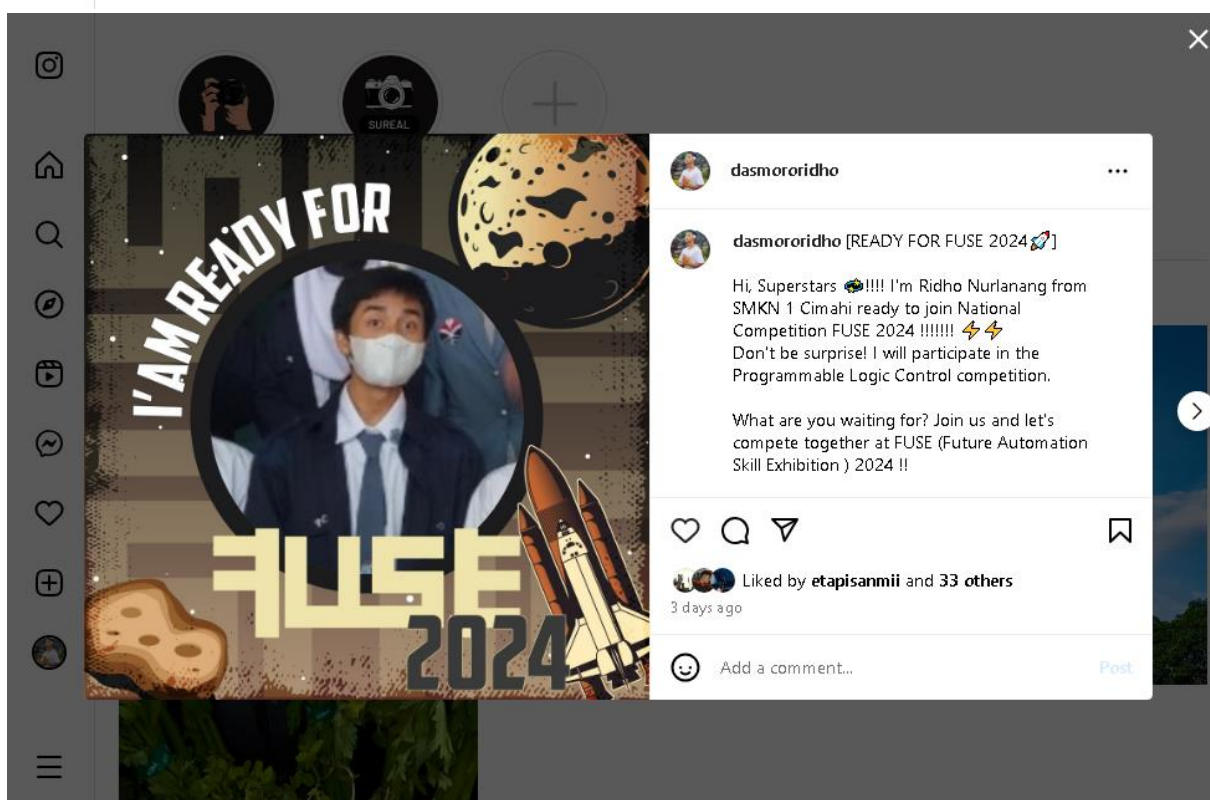 SUREAL
I'AM READY FOR
FUSE
2024
dasmororidho
dasmororidho [READY FOR FUSE 2024🚀]
Hi, Superstars 💫!!!! I'm Ridho Nurlanang from
SMKN 1 Cimahi ready to join National
Competition FUSE 2024 !!!!!!! ⚡⚡
Don't be surprise! I will participate in the
Programmable Logic Control competition.
What are you waiting for? Join us and let's
compete together at FUSE (Future Automation
Skill Exhibition ) 2024 !!
Liked by etapisanmii and 33 others
3 days ago
Add a comment...
Post